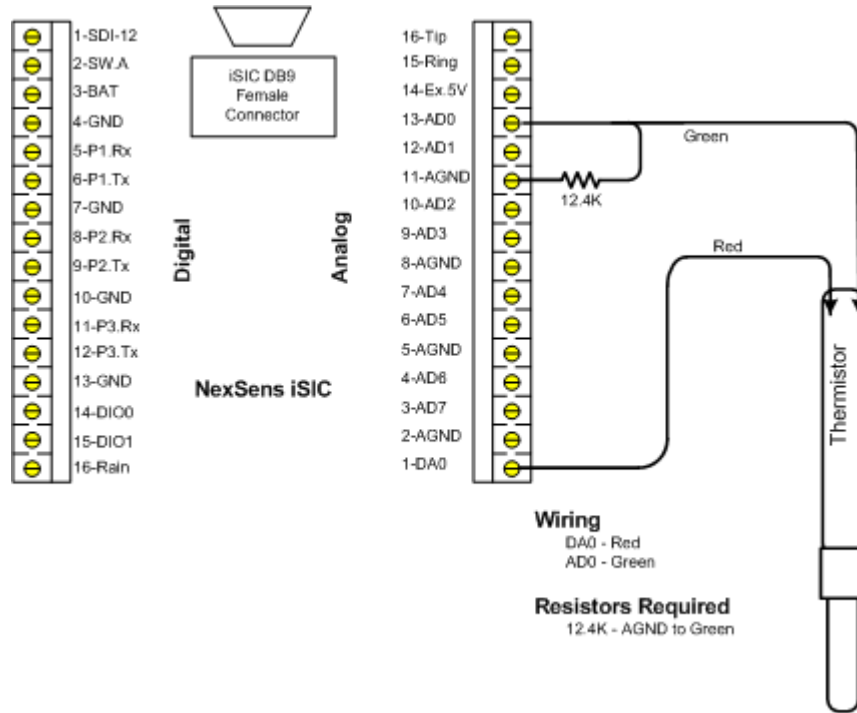 1-SDI-12
2-SW.A
3-BAT
4-GND
5-P1.Rx
6-P1.Tx
7-GND
8-P2.Rx
9-P2.Tx
10-GND
11-P3.Rx
12-P3.Tx
13-GND
14-DIO0
15-DIO1
16-Rain
iSIC DB9
Female
Connector
Digital
Analog
NexSens iSIC
16-Tip
15-Ring
14-Ex.5V
13-AD0
12-AD1
11-AGND
10-AD2
9-AD3
8-AGND
7-AD4
6-AD5
5-AGND
4-AD6
3-AD7
2-AGND
1-DA0
Green
12.4K
Red
Thermistor
Wiring
DA0 - Red
AD0 - Green
Resistors Required
12.4K - AGND to Green